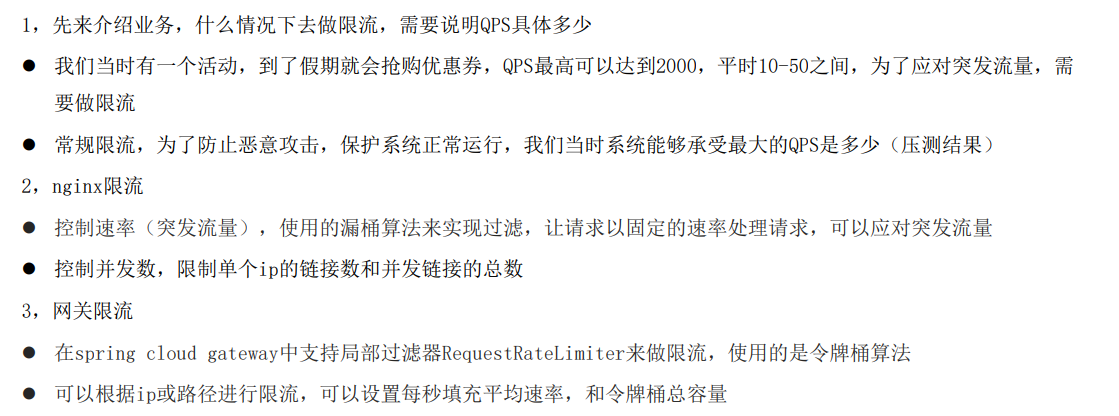 1，先来介绍业务，什么情况下去做限流，需要说明QPS具体多少
● 我们当时有一个活动，到了假期就会抢购优惠券，QPS最高可以达到2000，平时10-50之间，为了应对突发流量，需
要做限流
● 常规限流，为了防止恶意攻击，保护系统正常运行，我们当时系统能够承受最大的QPS是多少（压测结果）
2，nginx限流
● 控制速率（突发流量），使用的漏桶算法来实现过滤，让请求以固定的速率处理请求，可以应对突发流量
● 控制并发数，限制单个ip的链接数和并发链接的总数
3，网关限流
● 在spring cloud gateway中支持局部过滤器RequestRateLimiter来做限流，使用的是令牌桶算法
● 可以根据ip或路径进行限流，可以设置每秒填充平均速率，和令牌桶总容量